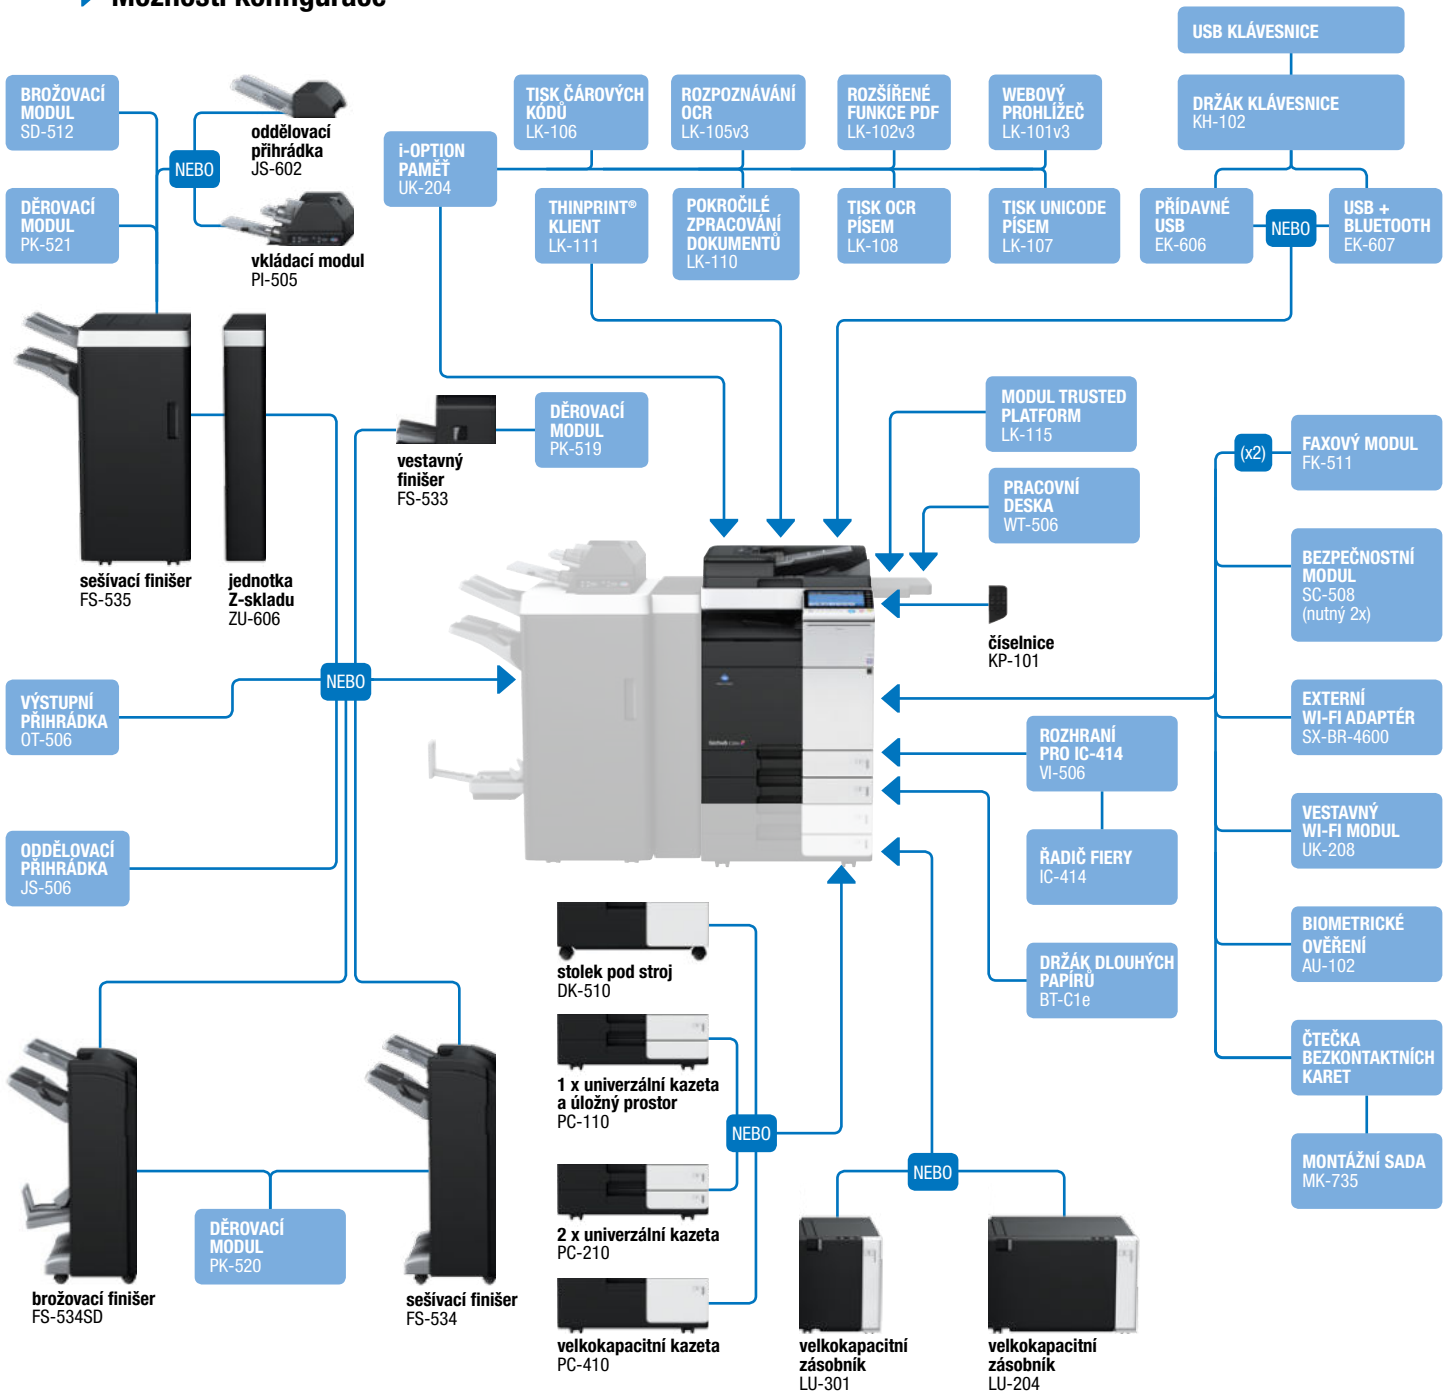 Možnosti konfigurace
USB KLÁVESNICE
BROŽOVACÍ
MODUL
SD-512
oddělovací
přihrádka
JS-602
NEBO
DĚROVACÍ
MODUL
PK-521
vkládací modul
PI-505
i-OPTION
PAMĚŤ
UK-204
TISK ČÁROVÝCH
KÓDŮ
LK-106
ROZPOZNÁVÁNÍ
OCR
LK-105v3
ROZŠÍŘENÉ
FUNKCE PDF
LK-102v3
WEBOVÝ
PROHLÍŽEČ
LK-101v3
DRŽÁK KLÁVESNICE
KH-102
THINPRINT®
KLIENT
LK-111
POKROČILÉ
ZPRACOVÁNÍ
DOKUMENTŮ
LK-110
TISK OCR
PÍSEM
LK-108
TISK UNICODE
PÍSEM
LK-107
PŘÍDAVNÉ
USB
EK-606
NEBO
USB +
BLUETOOTH
EK-607
sešívací finišer
FS-535
jednotka
Z-skladu
ZU-606
vestavný
finišer
FS-533
DĚROVACÍ
MODUL
PK-519
MODUL TRUSTED
PLATFORM
LK-115
PRACOVNÍ
DESKA
WT-506
(x2)
FAXOVÝ MODUL
FK-511
BEZPEČNOSTNÍ
MODUL
SC-508
(nutný 2x)
číselnice
KP-101
NEBO
VÝSTUPNÍ
PŘIHRÁDKA
OT-506
EXTERNÍ
WI-FI ADAPTÉR
SX-BR-4600
ROZHRANÍ
PRO IC-414
VI-506
VESTAVNÝ
WI-FI MODUL
UK-208
ODDĚLOVACÍ
PŘIHRÁDKA
JS-506
ŘADIČ FIERY
IC-414
BIOMETRICKÉ
OVĚŘENÍ
AU-102
stolek pod stroj
DK-510
DRŽÁK DLOUHÝCH
PAPÍRŮ
BT-C1e
ČTEČKA
BEZKONTAKTNÍCH
KARET
1 x univerzální kazeta
a úložný prostor
PC-110
NEBO
NEBO
MONTÁŽNÍ SADA
MK-735
DĚROVACÍ
MODUL
PK-520
2 x univerzální kazeta
PC-210
brožovací finišer
FS-534SD
sešívací finišer
FS-534
velkokapacitní kazeta
PC-410
velkokapacitní
zásobník
LU-301
velkokapacitní
zásobník
LU-204